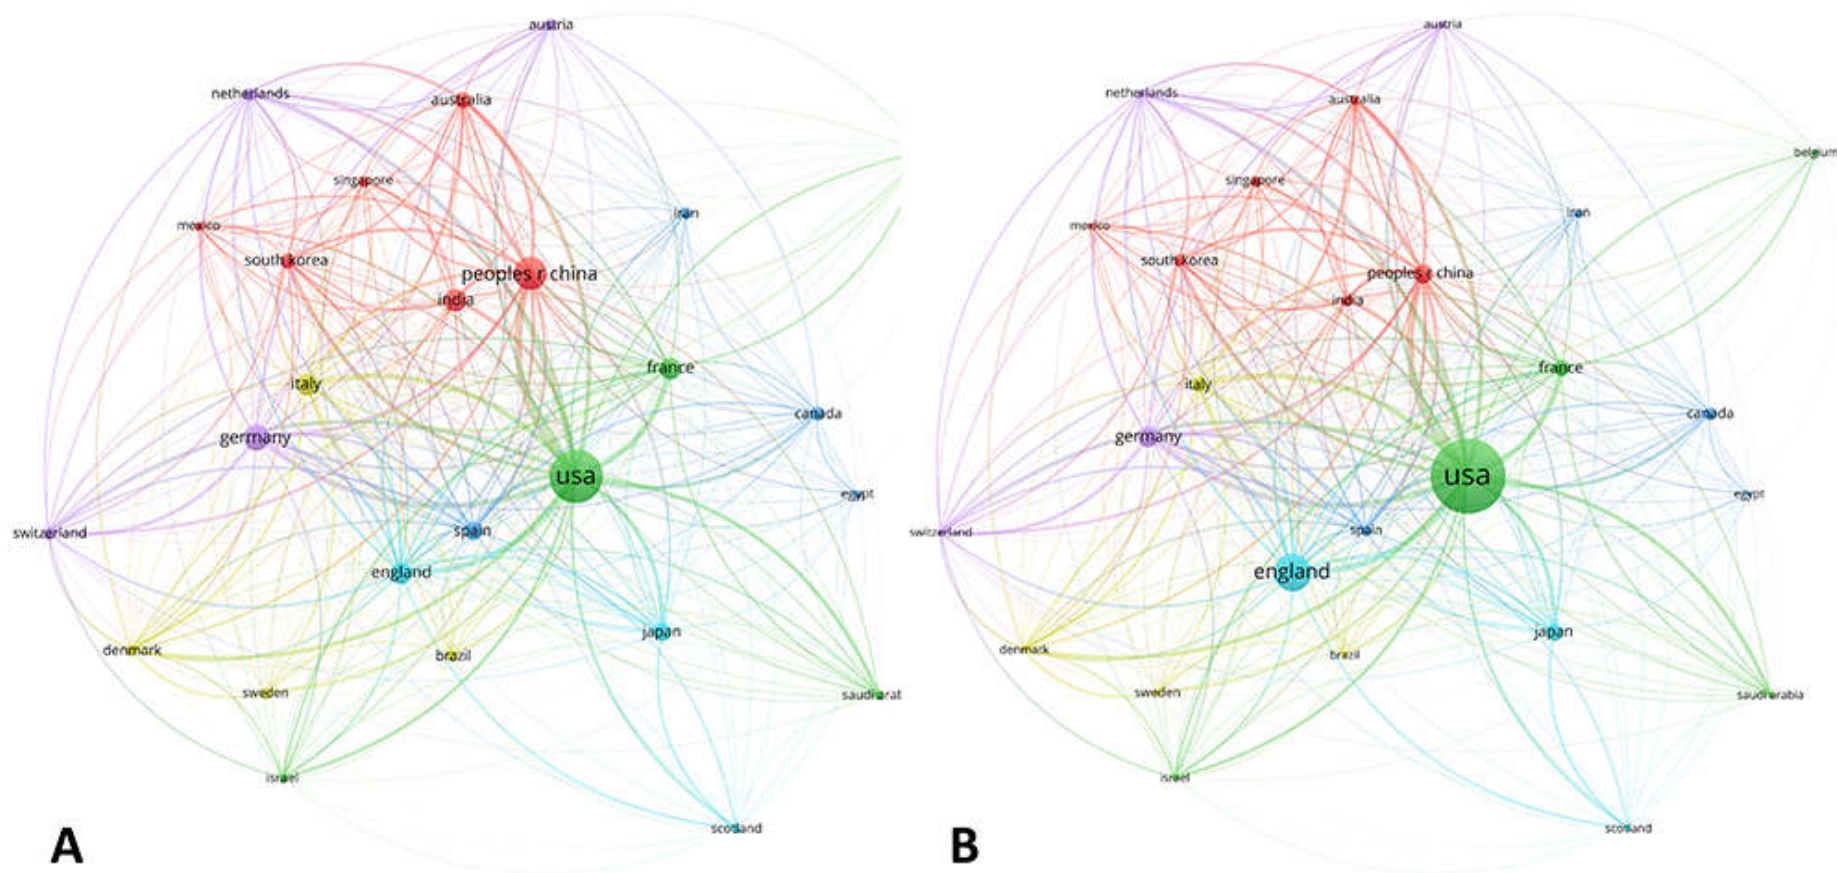 austria
netherlands
australia
singapore
iran
mexico
south korea
peoples r china
india
france
italy
canada
germany
usa
egypt
spain
switzerland
england
japan
denmark
brazil
sweden
saudi arat
israel
scotland
A
austria
netherlands
australia
belgium
singapore
iran
mexico
south korea
peoples r china
india
france
italy
canada
germany
usa
egypt
spain
switzerland
england
japan
denmark
brazil
sweden
saudi arabia
israel
scotland
B